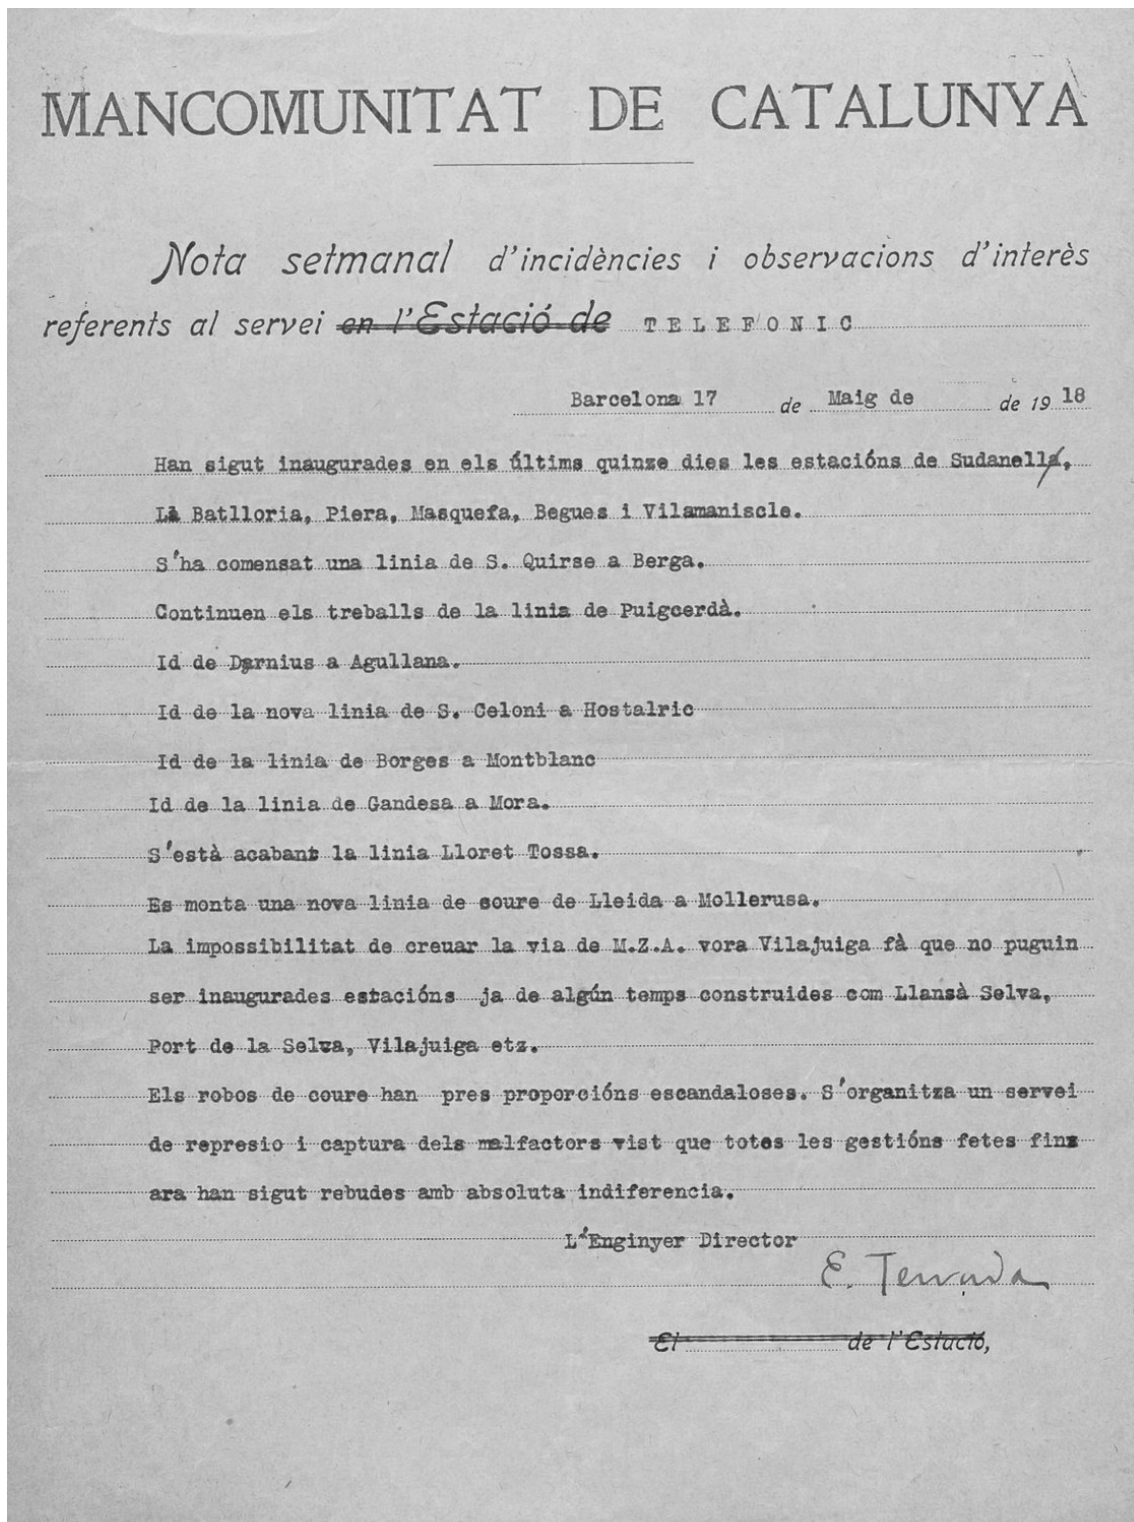 MANCOMUNITAT DE CATALUNYA
Nota setmanal d'incidències i observacions d'interès
referents al servei en l'Estació de TELEFONIC
Barcelona 17 de Maig de de 1918
Han sigut inaugurades en els últims quinze dies les estacións de Sudanell,
La Batlloria, Piera, Masquefa, Begues i Vilamaniscle.
S'ha comensat una linia de S. Quirse a Berga.
Continuen els treballs de la linia de Puigcerdà.
Id de Darnius a Agullana.
Id de la nova linia de S. Celoni a Hostalric
Id de la linia de Borges a Montblanc
Id de la linia de Gandesa a Mora.
S'està acabant la linia Lloret Tossa.
Es monta una nova linia de coure de Lleida a Mollerusa.
La impossibilitat de creuar la via de M.Z.A. vora Vilajuiga fà que no puguin
ser inaugurades estacións ja de algún temps construides com Llansà Selva,
Port de la Selva, Vilajuiga etz.
Els robos de coure han pres proporcións escandaloses. S'organitza un servei
de represio i captura dels malfactors vist que totes les gestións fetes fins
ara han sigut rebudes amb absoluta indiferencia.
L'Enginyer Director
E. Terrada
El de l'Estació,